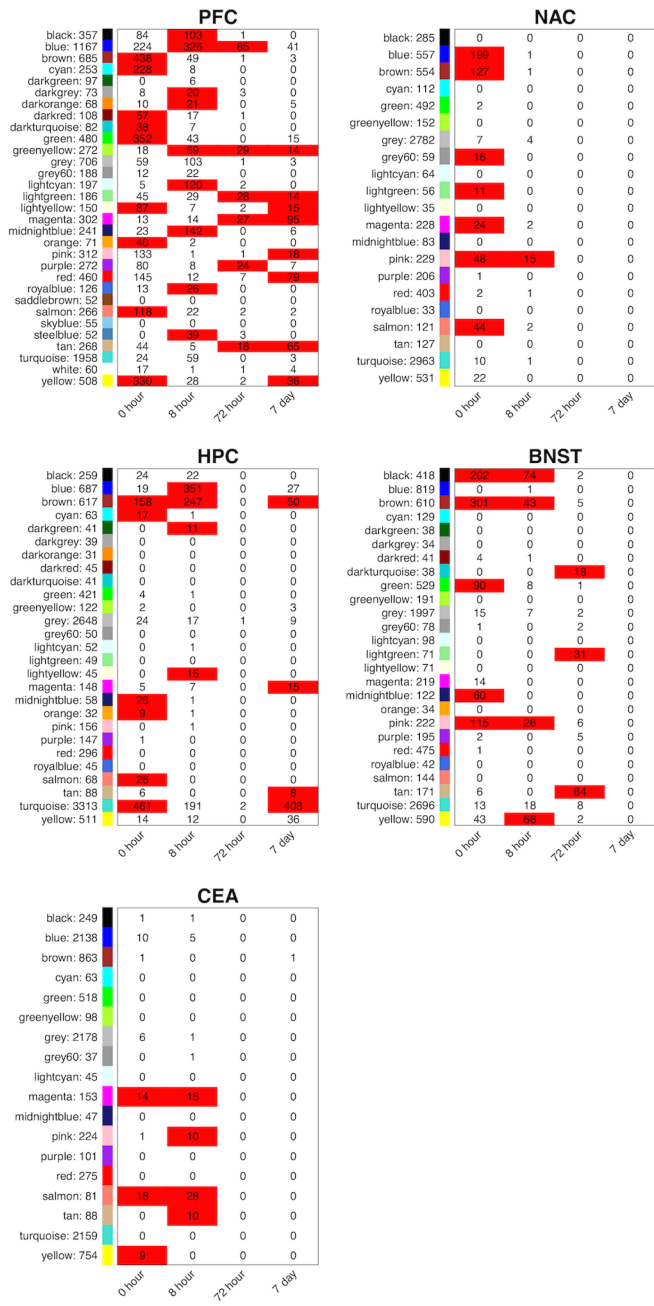 PFC
black: 357 84 103 1 0
blue: 1167 224 326 85 41
brown: 685 438 49 1 3
cyan: 253 228 8 0 0
darkgreen: 97 0 6 0 0
darkgrey: 73 8 20 3 0
darkorange: 68 10 21 0 5
darkred: 108 57 17 1 0
darkturquoise: 82 38 7 0 0
green: 480 352 43 0 15
greenyellow: 272 18 69 29 14
grey: 706 59 103 1 3
grey60: 188 12 22 0 0
lightcyan: 197 5 120 2 0
lightgreen: 186 45 29 28 14
lightyellow: 150 87 7 2 15
magenta: 302 13 14 27 95
midnightblue: 241 23 142 0 6
orange: 71 40 2 0 0
pink: 312 133 1 1 18
purple: 272 80 8 24 7
red: 460 145 12 7 79
royalblue: 126 13 26 0 0
saddlebrown: 52 0 0 0 0
salmon: 266 118 22 2 2
skyblue: 55 0 0 0 0
steelblue: 52 0 39 3 0
tan: 268 44 5 18 65
turquoise: 1958 24 59 0 3
white: 60 17 1 1 4
yellow: 508 330 28 2 36
0 hour 8 hour 72 hour 7 day
NAC
black: 285 0 0 0 0
blue: 557 199 1 0 0
brown: 554 127 1 0 0
cyan: 112 0 0 0 0
green: 492 2 0 0 0
greenyellow: 152 0 0 0 0
grey: 2782 7 4 0 0
grey60: 59 16 0 0 0
lightcyan: 64 0 0 0 0
lightgreen: 56 11 0 0 0
lightyellow: 35 0 0 0 0
magenta: 228 24 2 0 0
midnightblue: 83 0 0 0 0
pink: 229 48 15 0 0
purple: 206 1 0 0 0
red: 403 2 1 0 0
royalblue: 33 0 0 0 0
salmon: 121 44 2 0 0
tan: 127 0 0 0 0
turquoise: 2963 10 1 0 0
yellow: 531 22 0 0 0
0 hour 8 hour 72 hour 7 day
HPC
black: 259 24 22 0 0
blue: 687 19 351 0 27
brown: 617 158 247 0 50
cyan: 63 17 1 0 0
darkgreen: 41 0 11 0 0
darkgrey: 39 0 0 0 0
darkorange: 31 0 0 0 0
darkred: 45 0 0 0 0
darkturquoise: 41 0 0 0 0
green: 421 4 1 0 0
greenyellow: 122 2 0 0 3
grey: 2648 24 17 1 9
grey60: 50 0 0 0 0
lightcyan: 52 0 1 0 0
lightgreen: 49 0 0 0 0
lightyellow: 45 0 15 0 0
magenta: 148 5 7 0 15
midnightblue: 58 26 1 0 0
orange: 32 9 1 0 0
pink: 156 0 1 0 0
purple: 147 1 0 0 0
red: 296 0 0 0 0
royalblue: 45 0 0 0 0
salmon: 68 26 0 0 0
tan: 88 6 0 0 8
turquoise: 3313 461 191 2 408
yellow: 511 14 12 0 36
0 hour 8 hour 72 hour 7 day
BNST
black: 418 202 74 2 0
blue: 819 0 1 0 0
brown: 610 301 43 5 0
cyan: 129 0 0 0 0
darkgreen: 38 0 0 0 0
darkgrey: 34 0 0 0 0
darkred: 41 4 1 0 0
darkturquoise: 38 0 0 18 0
green: 529 90 8 1 0
greenyellow: 191 0 0 0 0
grey: 1997 15 7 2 0
grey60: 78 1 0 2 0
lightcyan: 98 0 0 0 0
lightgreen: 71 0 0 31 0
lightyellow: 71 0 0 0 0
magenta: 219 14 0 0 0
midnightblue: 122 60 0 0 0
orange: 34 0 0 0 0
pink: 222 115 26 6 0
purple: 195 2 0 5 0
red: 475 1 0 0 0
royalblue: 42 0 0 0 0
salmon: 144 0 0 0 0
tan: 171 6 0 64 0
turquoise: 2696 13 18 8 0
yellow: 590 43 66 2 0
0 hour 8 hour 72 hour 7 day
CEA
black: 249 1 1 0 0
blue: 2138 10 5 0 0
brown: 863 1 0 0 1
cyan: 63 0 0 0 0
green: 518 0 0 0 0
greenyellow: 98 0 0 0 0
grey: 2178 6 1 0 0
grey60: 37 0 1 0 0
lightcyan: 45 0 0 0 0
magenta: 153 14 15 0 0
midnightblue: 47 0 0 0 0
pink: 224 1 10 0 0
purple: 101 0 0 0 0
red: 275 0 0 0 0
salmon: 81 18 28 0 0
tan: 88 0 10 0 0
turquoise: 2159 0 0 0 0
yellow: 754 9 0 0 0
0 hour 8 hour 72 hour 7 day